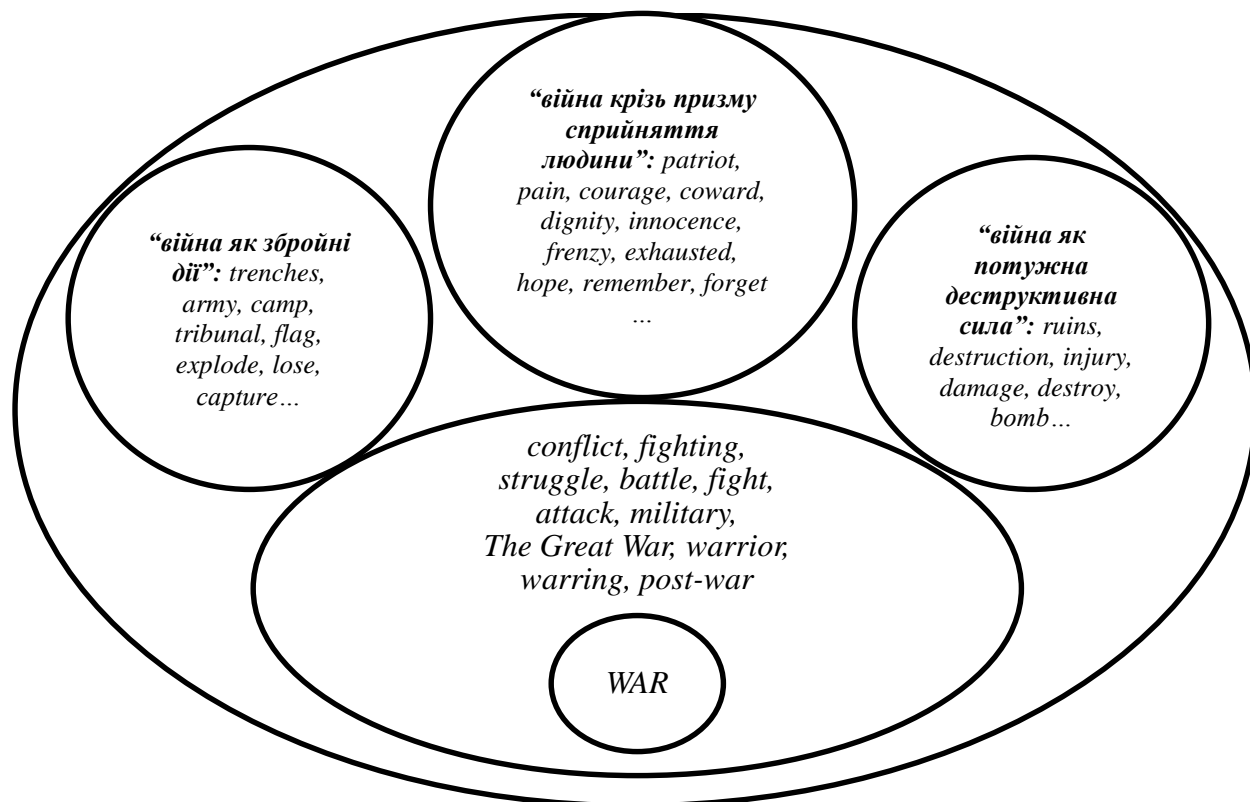 “війна крізь призму
сприйняття
людини”: patriot,
pain, courage, coward,
dignity, innocence,
frenzy, exhausted,
hope, remember, forget
…
“війна як збройні
дії”: trenches,
army, camp,
tribunal, flag,
explode, lose,
capture…
“війна як
потужна
деструктивна
сила”: ruins,
destruction, injury,
damage, destroy,
bomb…
conflict, fighting,
struggle, battle, fight,
attack, military,
The Great War, warrior,
warring, post-war
WAR